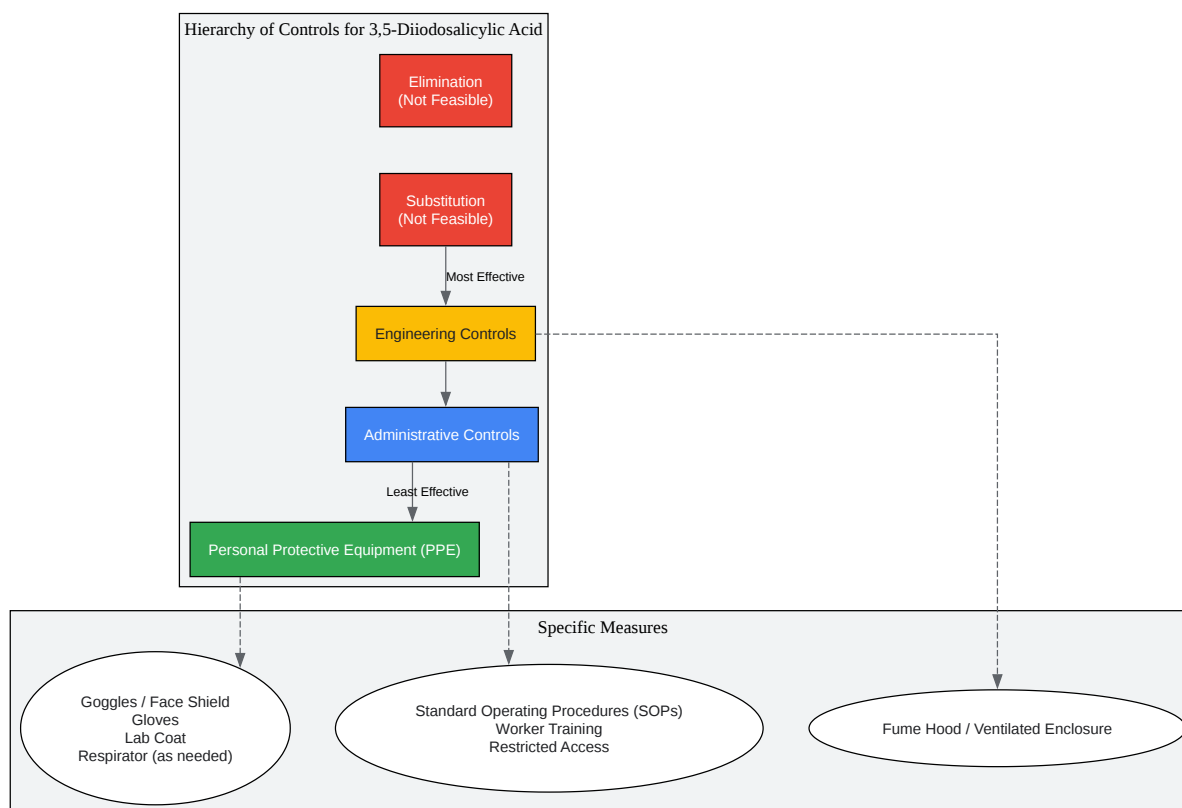 Hierarchy of Controls for 3,5-Diiodosalicylic Acid
Elimination
(Not Feasible)
Substitution
(Not Feasible)
Most Effective
Engineering Controls
Administrative Controls
Least Effective
Personal Protective Equipment (PPE)
Specific Measures
Goggles / Face Shield
Gloves
Lab Coat
Respirator (as needed)
Standard Operating Procedures (SOPs)
Worker Training
Restricted Access
Fume Hood / Ventilated Enclosure